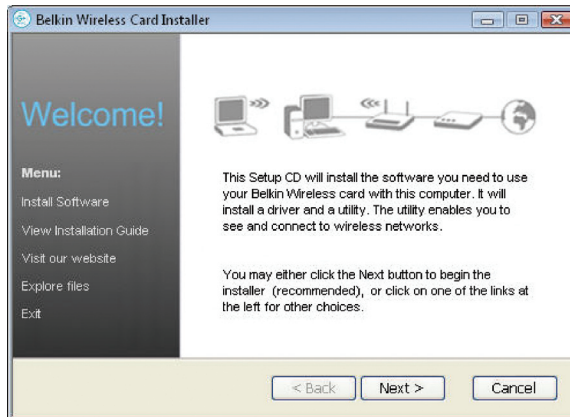 Belkin Wireless Card Installer
Welcome!
Menu:
Install Software
View Installation Guide
Visit our website
Explore files
Exit
This Setup CD will install the software you need to use
your Belkin Wireless card with this computer. It will
install a driver and a utility. The utility enables you to
see and connect to wireless networks.
You may either click the Next button to begin the
installer (recommended), or click on one of the links at
the left for other choices.
< Back
Next >
Cancel